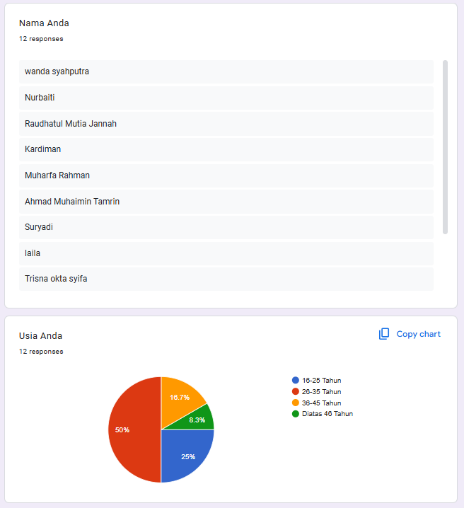 Nama Anda
12 responses
wanda syahputra
Nurbaiti
Raudhatul Mutia Jannah
Kardiman
Muharfa Rahman
Ahmad Muhaimin Tamrin
Suryadi
laila
Trisna okta syifa
Usia Anda
Copy chart
12 responses
16.7%
8.3%
50%
25%
16-25 Tahun
26-35 Tahun
36-45 Tahun
Diatas 46 Tahun